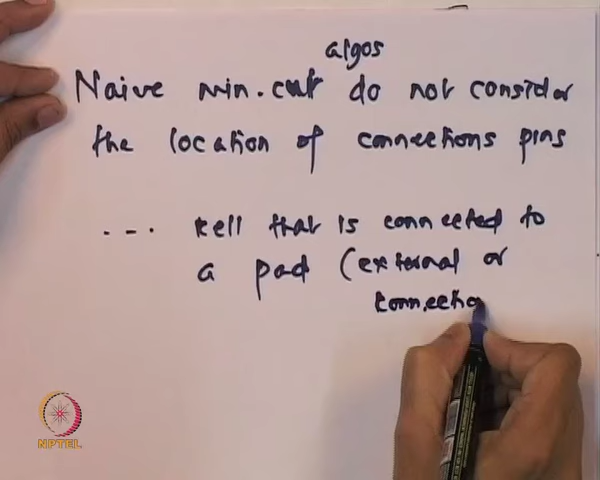 algos
Naive min. cut do not consider
the location of connections pins
... cell that is connected to
a pad (external or
connectio
NPTEL